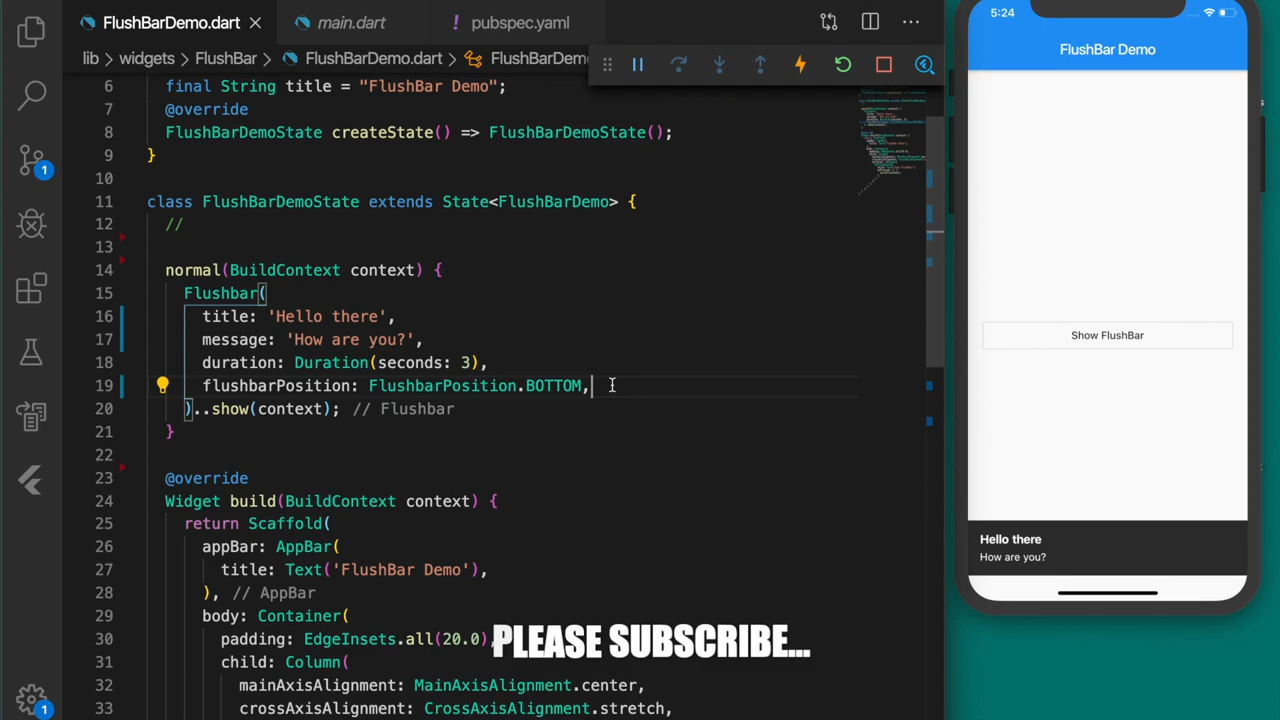 FlushBarDemo.dart
main.dart
! pubspec.yaml
lib > widgets > FlushBar > FlushBarDemo.dart > FlushBarDem
6 final String title = "FlushBar Demo";
7 @override
8 FlushBarDemoState createState() => FlushBarDemoState();
9 }
10
11 class FlushBarDemoState extends State<FlushBarDemo> {
12 //
13
14 normal(BuildContext context) {
15 Flushbar(
16 title: 'Hello there',
17 message: 'How are you?',
18 duration: Duration(seconds: 3),
19 flushbarPosition: FlushbarPosition.BOTTOM,
20 )..show(context); // Flushbar
21 }
22
23 @override
24 Widget build(BuildContext context) {
25 return Scaffold(
26 appBar: AppBar(
27 title: Text('FlushBar Demo'),
28 ), // AppBar
29 body: Container(
30 padding: EdgeInsets.all(20.0),
31 child: Column(
32 mainAxisAlignment: MainAxisAlignment.center,
33 crossAxisAlignment: CrossAxisAlignment.stretch,
1
1
PLEASE SUBSCRIBE...
5:24
FlushBar Demo
Show FlushBar
Hello there
How are you?